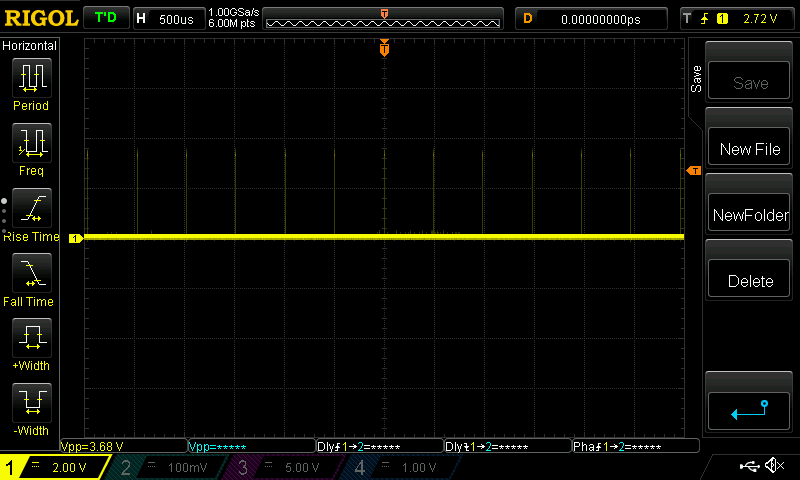 RIGOL T'D H 500us 1.00GSa/s 6.00M pts T D 0.00000000ps T 1 2.72 V
Horizontal
Period
Freq
Rise Time
Fall Time
+Width
-Width
T
T
1
Save
Save
New File
NewFolder
Delete
Vpp=3.68 V Vpp=***** Dly1→2=***** Dly1→2=***** Pha1→2=*****
1 2.00 V 2 100mV 3 5.00 V 4 1.00 V